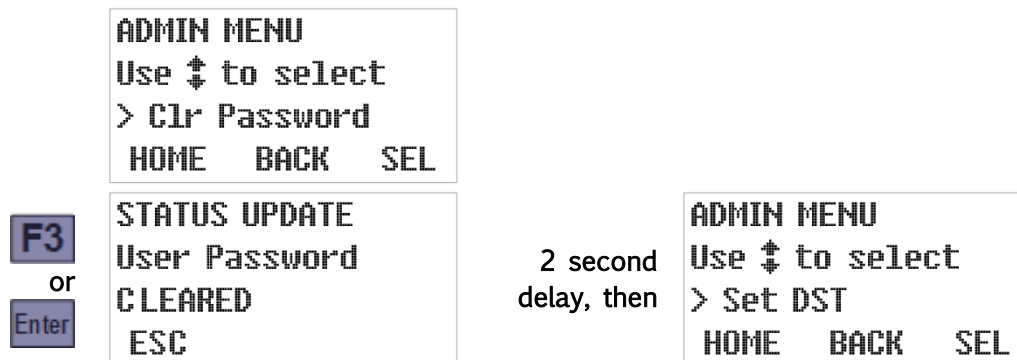 ADMIN MENU
Use ↕ to select
> Clr Password
HOME BACK SEL
F3
or
Enter
STATUS UPDATE
User Password
CLEARED
ESC
2 second
delay, then
ADMIN MENU
Use ↕ to select
> Set DST
HOME BACK SEL